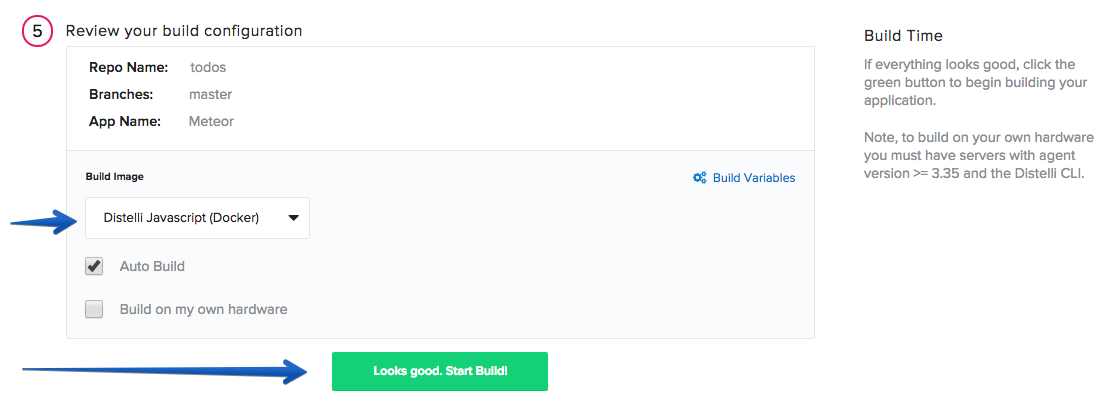 5 Review your build configuration
Repo Name: todos
Branches: master
App Name: Meteor
Build Image
Build Variables
Distelli Javascript (Docker)
Auto Build
Build on my own hardware
Looks good. Start Build!
Build Time
If everything looks good, click the
green button to begin building your
application.
Note, to build on your own hardware
you must have servers with agent
version >= 3.35 and the Distelli CLI.